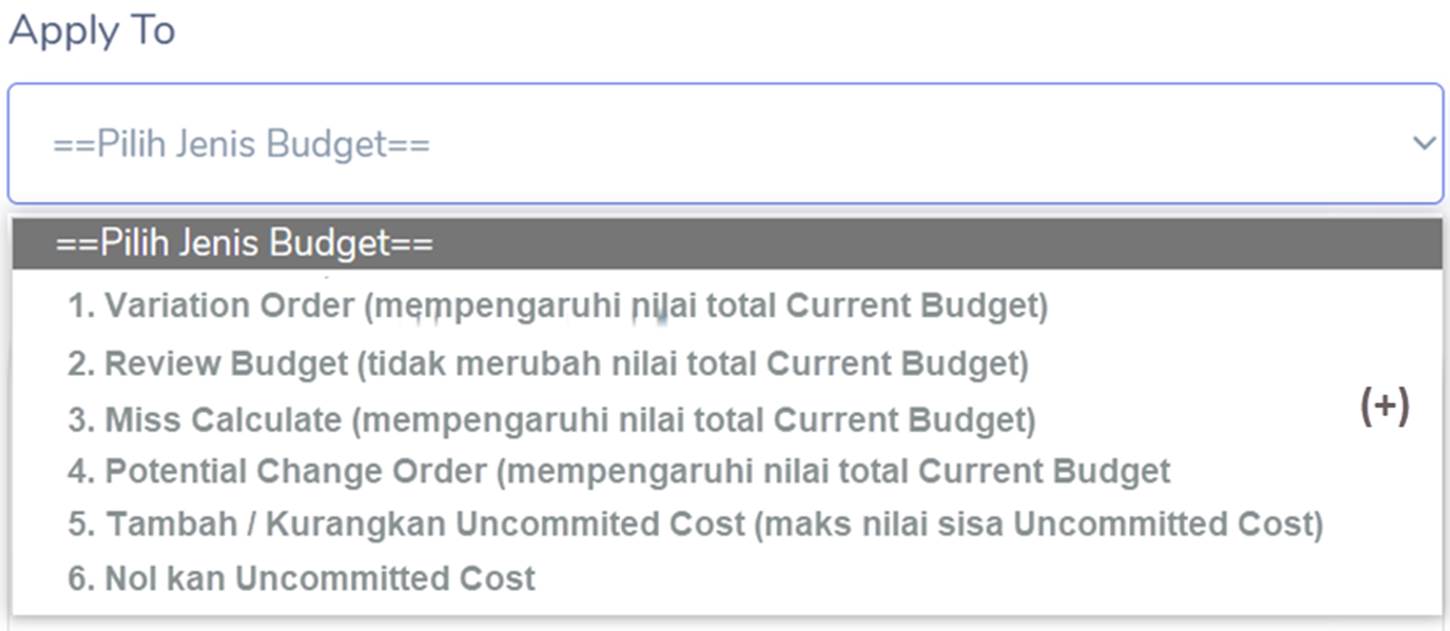 Apply To
==Pilih Jenis Budget==
==Pilih Jenis Budget==
1. Variation Order (mempengaruhi nilai total Current Budget)
2. Review Budget (tidak merubah nilai total Current Budget)
3. Miss Calculate (mempengaruhi nilai total Current Budget)
(+)
4. Potential Change Order (mempengaruhi nilai total Current Budget
5. Tambah / Kurangkan Uncommited Cost (maks nilai sisa Uncommitted Cost)
6. Nol kan Uncommitted Cost